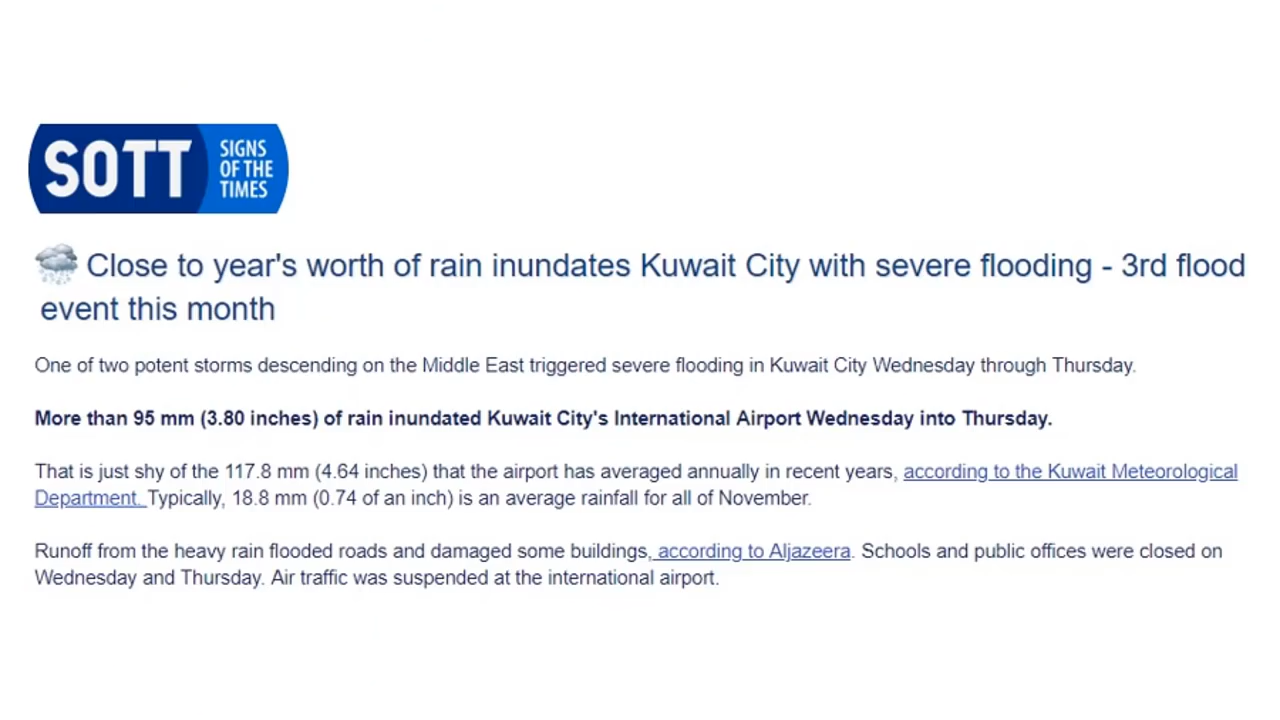 SOTT
SIGNS
OF THE
TIMES
Close to year's worth of rain inundates Kuwait City with severe flooding - 3rd flood
event this month
One of two potent storms descending on the Middle East triggered severe flooding in Kuwait City Wednesday through Thursday.
More than 95 mm (3.80 inches) of rain inundated Kuwait City's International Airport Wednesday into Thursday.
That is just shy of the 117.8 mm (4.64 inches) that the airport has averaged annually in recent years, according to the Kuwait Meteorological
Department. Typically, 18.8 mm (0.74 of an inch) is an average rainfall for all of November.
Runoff from the heavy rain flooded roads and damaged some buildings, according to Aljazeera. Schools and public offices were closed on
Wednesday and Thursday. Air traffic was suspended at the international airport.